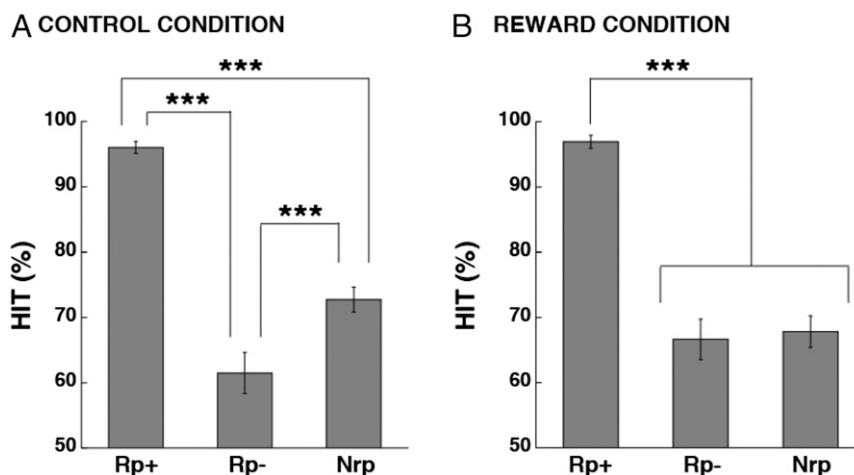 A CONTROL CONDITION
***
***
***
HIT (%)
100
90
80
70
60
50
Rp+ Rp- Nrp
B REWARD CONDITION
***
HIT (%)
100
90
80
70
60
50
Rp+ Rp- Nrp